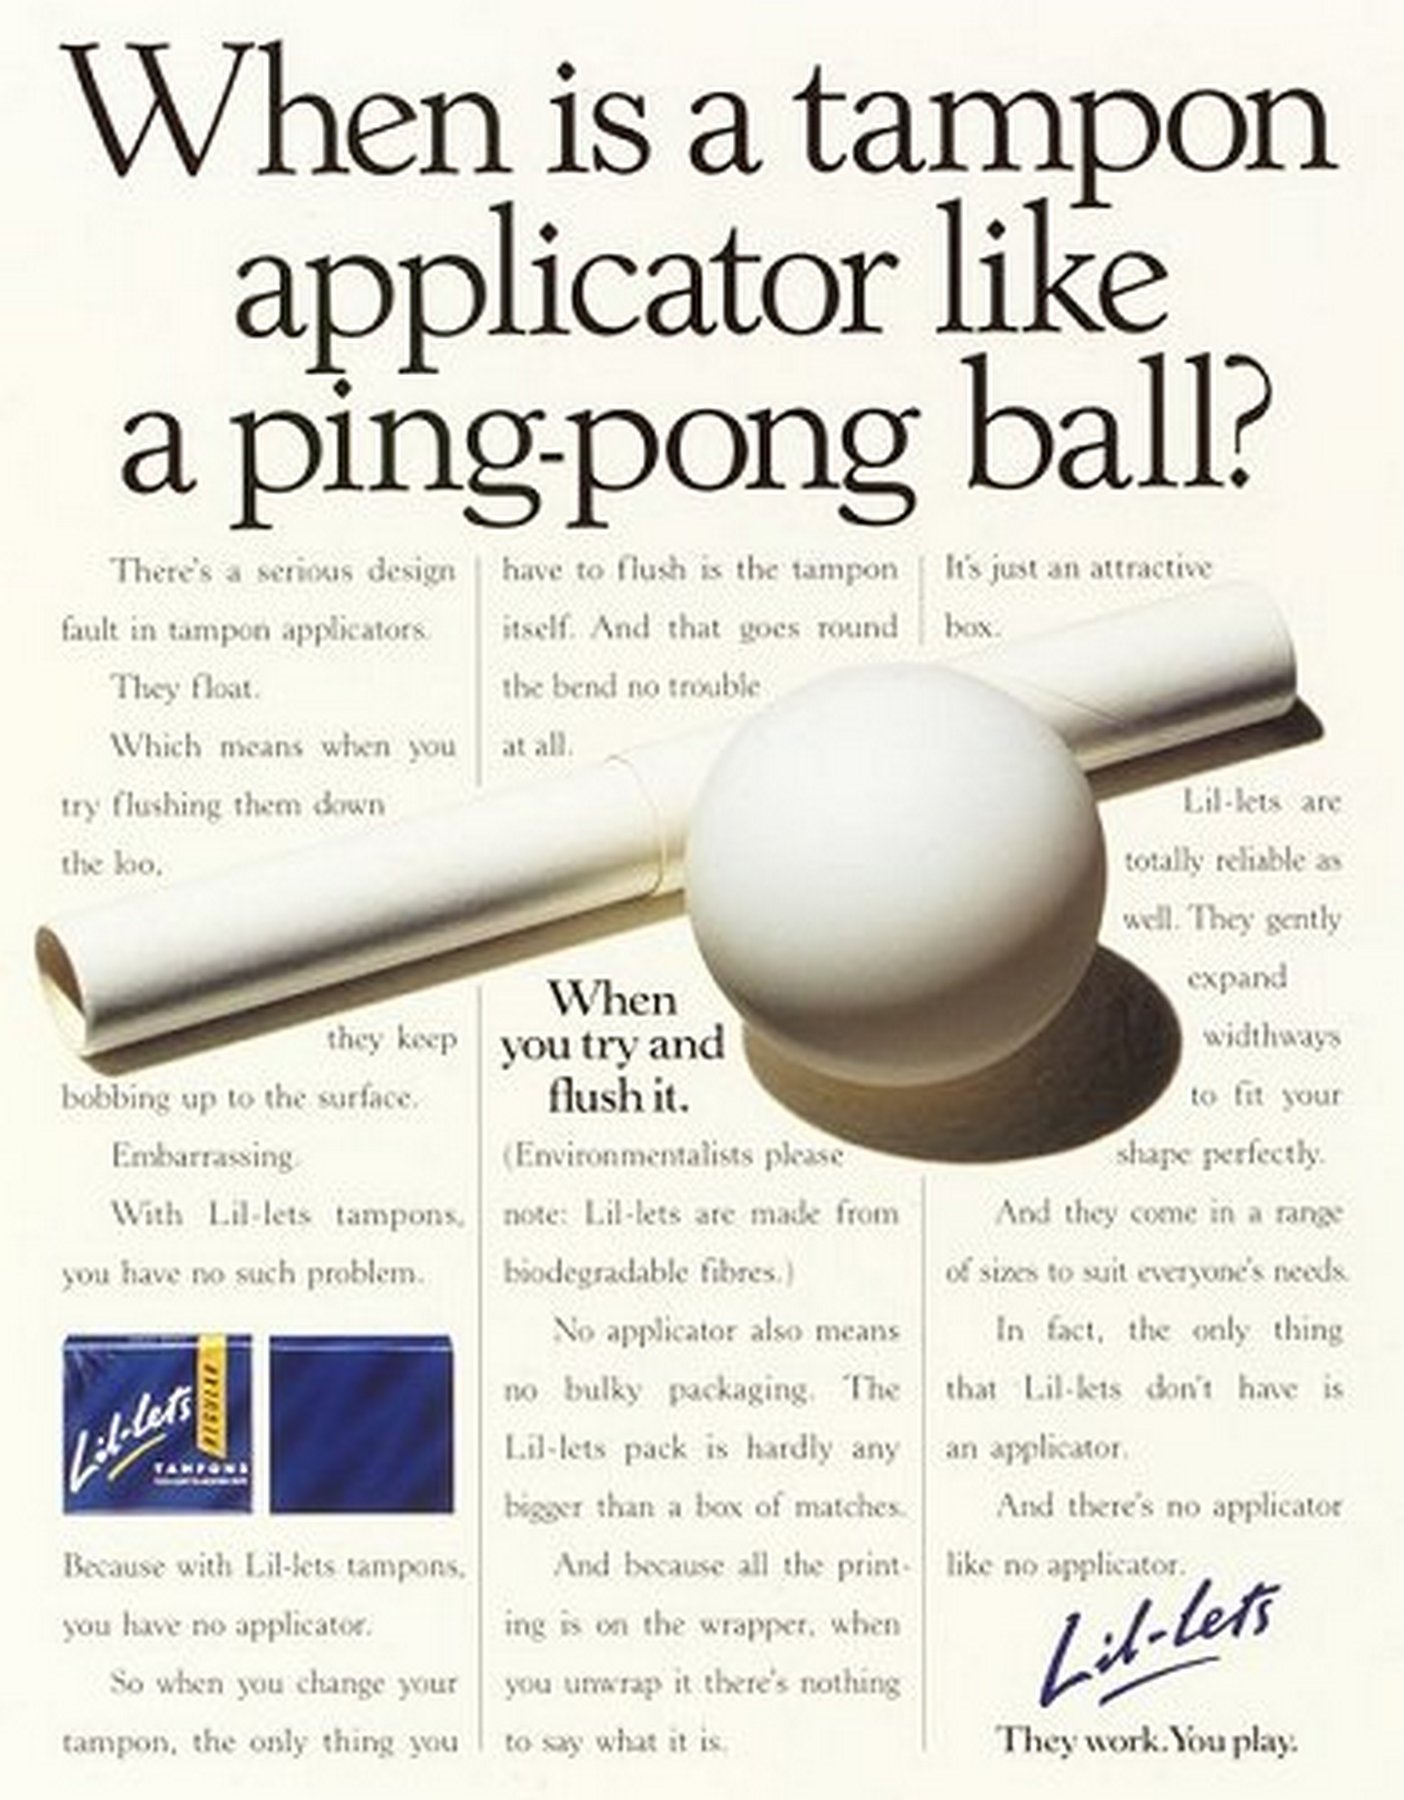 When is a tampon
applicator like
a ping-pong ball?
There's a serious design
fault in tampon applicators.
They float.
Which means when you
try flushing them down
the loo,
they keep
bobbing up to the surface.
Embarrassing.
With Lil-lets tampons,
you have no such problem.
Lil-lets
REGULAR
TAMPONS
Because with Lil-lets tampons,
you have no applicator.
So when you change your
tampon, the only thing you
have to flush is the tampon
itself. And that goes round
the bend no trouble
at all.
When
you try and
flush it.
(Environmentalists please
note: Lil-lets are made from
biodegradable fibres.)
No applicator also means
no bulky packaging. The
Lil-lets pack is hardly any
bigger than a box of matches.
And because all the print-
ing is on the wrapper, when
you unwrap it there's nothing
to say what it is.
It's just an attractive
box.
Lil-lets are
totally reliable as
well. They gently
expand
widthways
to fit your
shape perfectly.
And they come in a range
of sizes to suit everyone's needs.
In fact, the only thing
that Lil-lets don't have is
an applicator.
And there's no applicator
like no applicator.
Lil-lets
They work. You play.